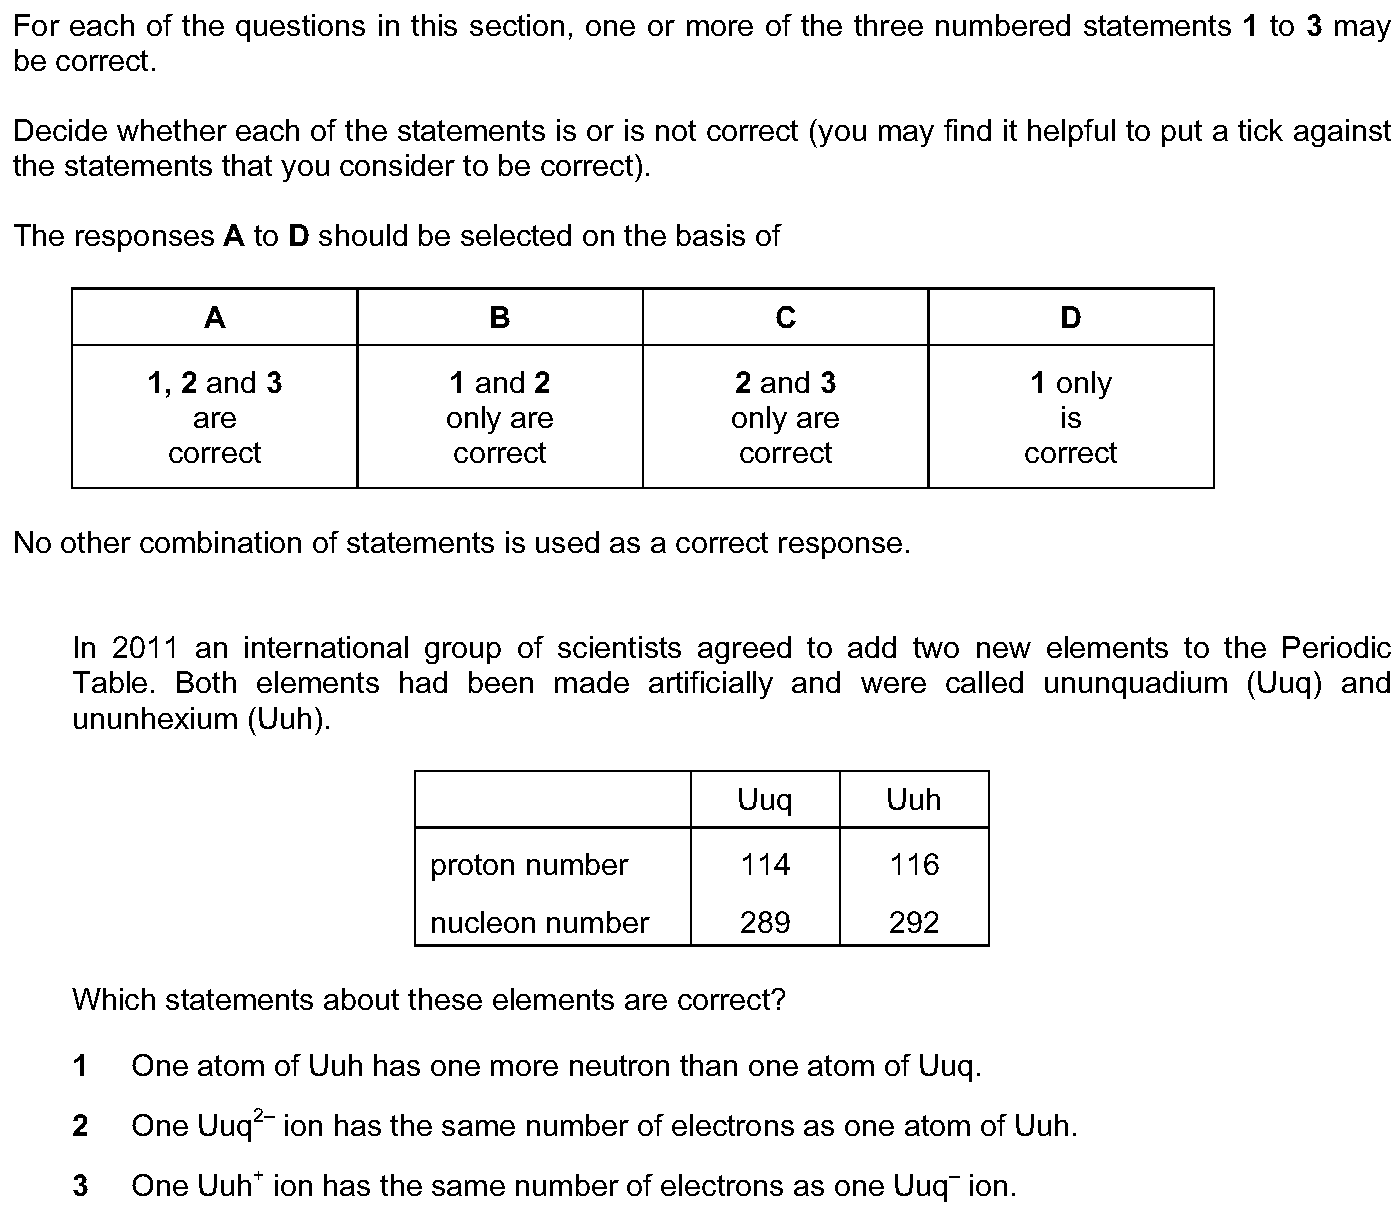 For each of the questions in this section, one or more of the three numbered statements 1 to 3 may
be correct.
Decide whether each of the statements is or is not correct (you may find it helpful to put a tick against
the statements that you consider to be correct).
The responses A to D should be selected on the basis of
A B C D
1, 2 and 3 1 and 2 2 and 3 1 only
are only are only are is
correct correct correct correct
No other combination of statements is used as a correct response.
In 2011 an international group of scientists agreed to add two new elements to the Periodic
Table. Both elements had been made artificially and were called ununquadium (Uuq) and
ununhexium (Uuh).
Uuq Uuh
proton number 114 116
nucleon number 289 292
Which statements about these elements are correct?
1 One atom of Uuh has one more neutron than one atom of Uuq.
2 One Uuq²⁻ ion has the same number of electrons as one atom of Uuh.
3 One Uuh⁺ ion has the same number of electrons as one Uuq⁻ ion.